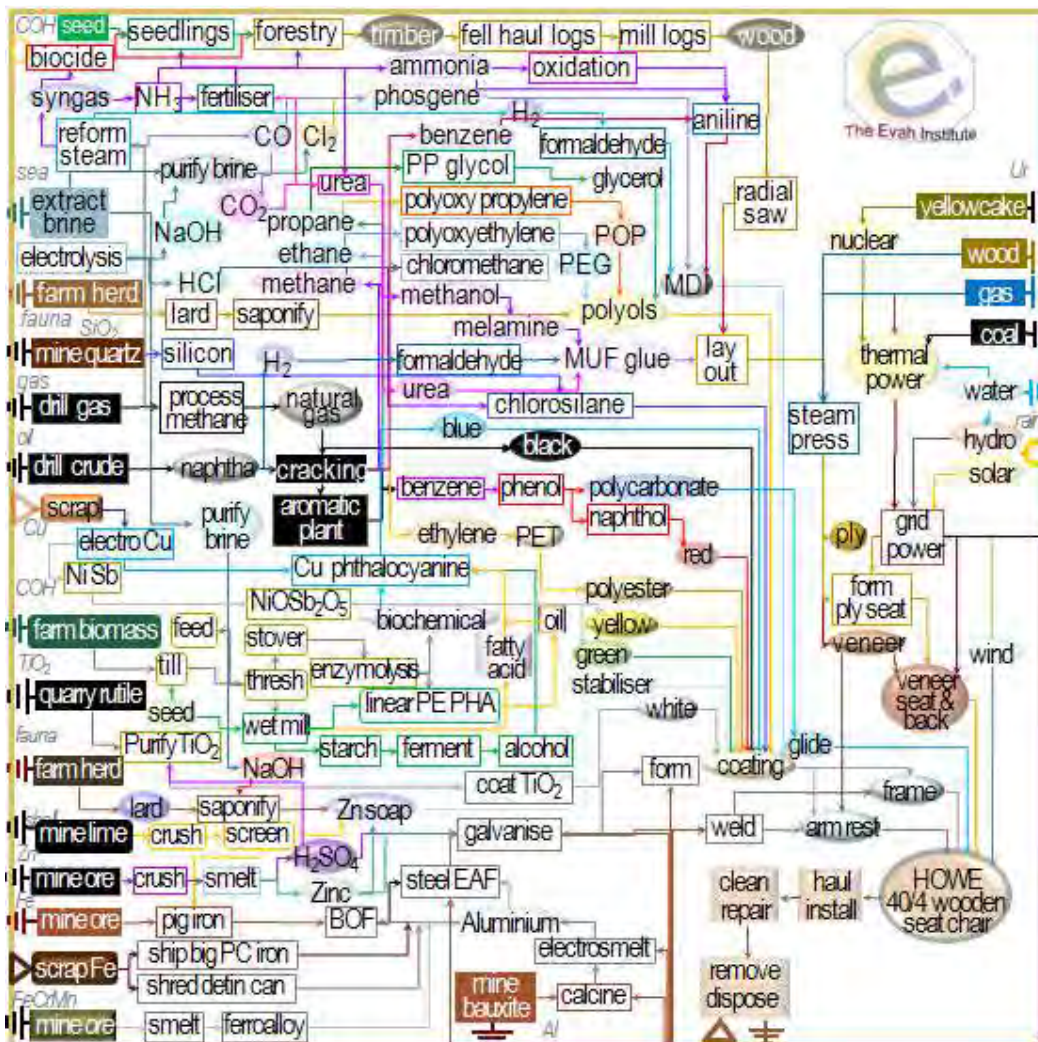 COH seed seedlings forestry timber fell haul logs mill logs wood
biocide
ammonia oxidation
syngas NH3 fertiliser phosgene
The Evah Institute
reform steam
CO Cl2 benzene H2 aniline
formaldehyde
sea
purify brine
PP glycol glycerol
Ur
extract brine
CO2 urea
radial saw
yellowcake
propane polyoxy propylene POP
NaOH
polyoxyethylene
nuclear
electrolysis
ethane
chloromethane PEG
wood
HCl methane
MDI
gas
farm herd
methanol
fauna
lard saponify
polyols
SiO2
melamine
coal
mine quartz silicon H2 formaldehyde MUF glue lay out
thermal power
gas
urea
drill gas process methane natural gas
chlorosilane
water
steam press
rain
oil
blue
hydro
black
drill crude naphtha cracking
solar
benzene phenol polycarbonate
scrap
aromatic plant
naphthol
grid power
Cu
purify brine
ethylene PET
ply
electro Cu
red
COH
Ni Sb
Cu phthalocyanine
polyester
form ply seat
NiOSb2O5
biochemical oil
yellow
farm biomass feed stover
fatty acid
green
veneer
wind
TiO2
till thresh enzymolysis
stabiliser
veneer seat & back
quarry rutile
linear PE PHA
white
seed wet mill
fauna
Purify TiO2
starch ferment alcohol
glide
farm herd
NaOH
coat TiO2
form coating
frame
lard saponify Zn soap
mine lime crush screen
galvanise
weld arm rest
H2SO4
Zn
mine ore crush smelt
Zinc
steel EAF
clean repair
haul install
HOWE 40/4 wooden seat chair
Fe
mine ore pig iron BOF
Aluminium
ship big PC iron
electrosmelt
scrap Fe
shred detin can
mine bauxite
calcine
remove dispose
FeCrMn
mine ore smelt ferroalloy
Al